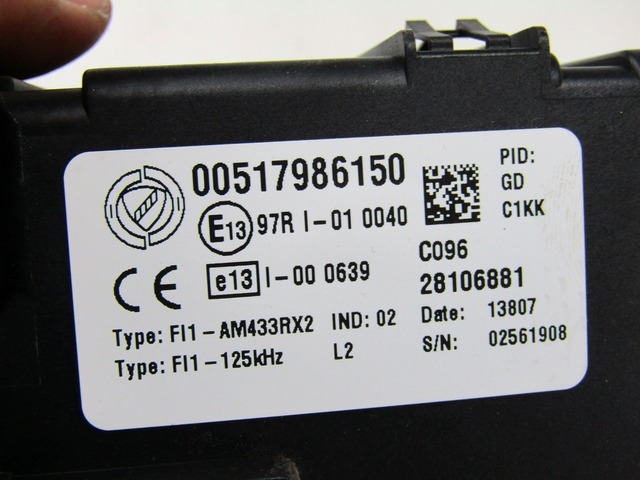 00517986150
PID:
GD
C1KK
E13 97R I-01 0040
CE e13 I-00 0639
C096
28106881
Type: FI1-AM433RX2 IND: 02 Date: 13807
Type: FI1-125kHz L2 S/N: 02561908